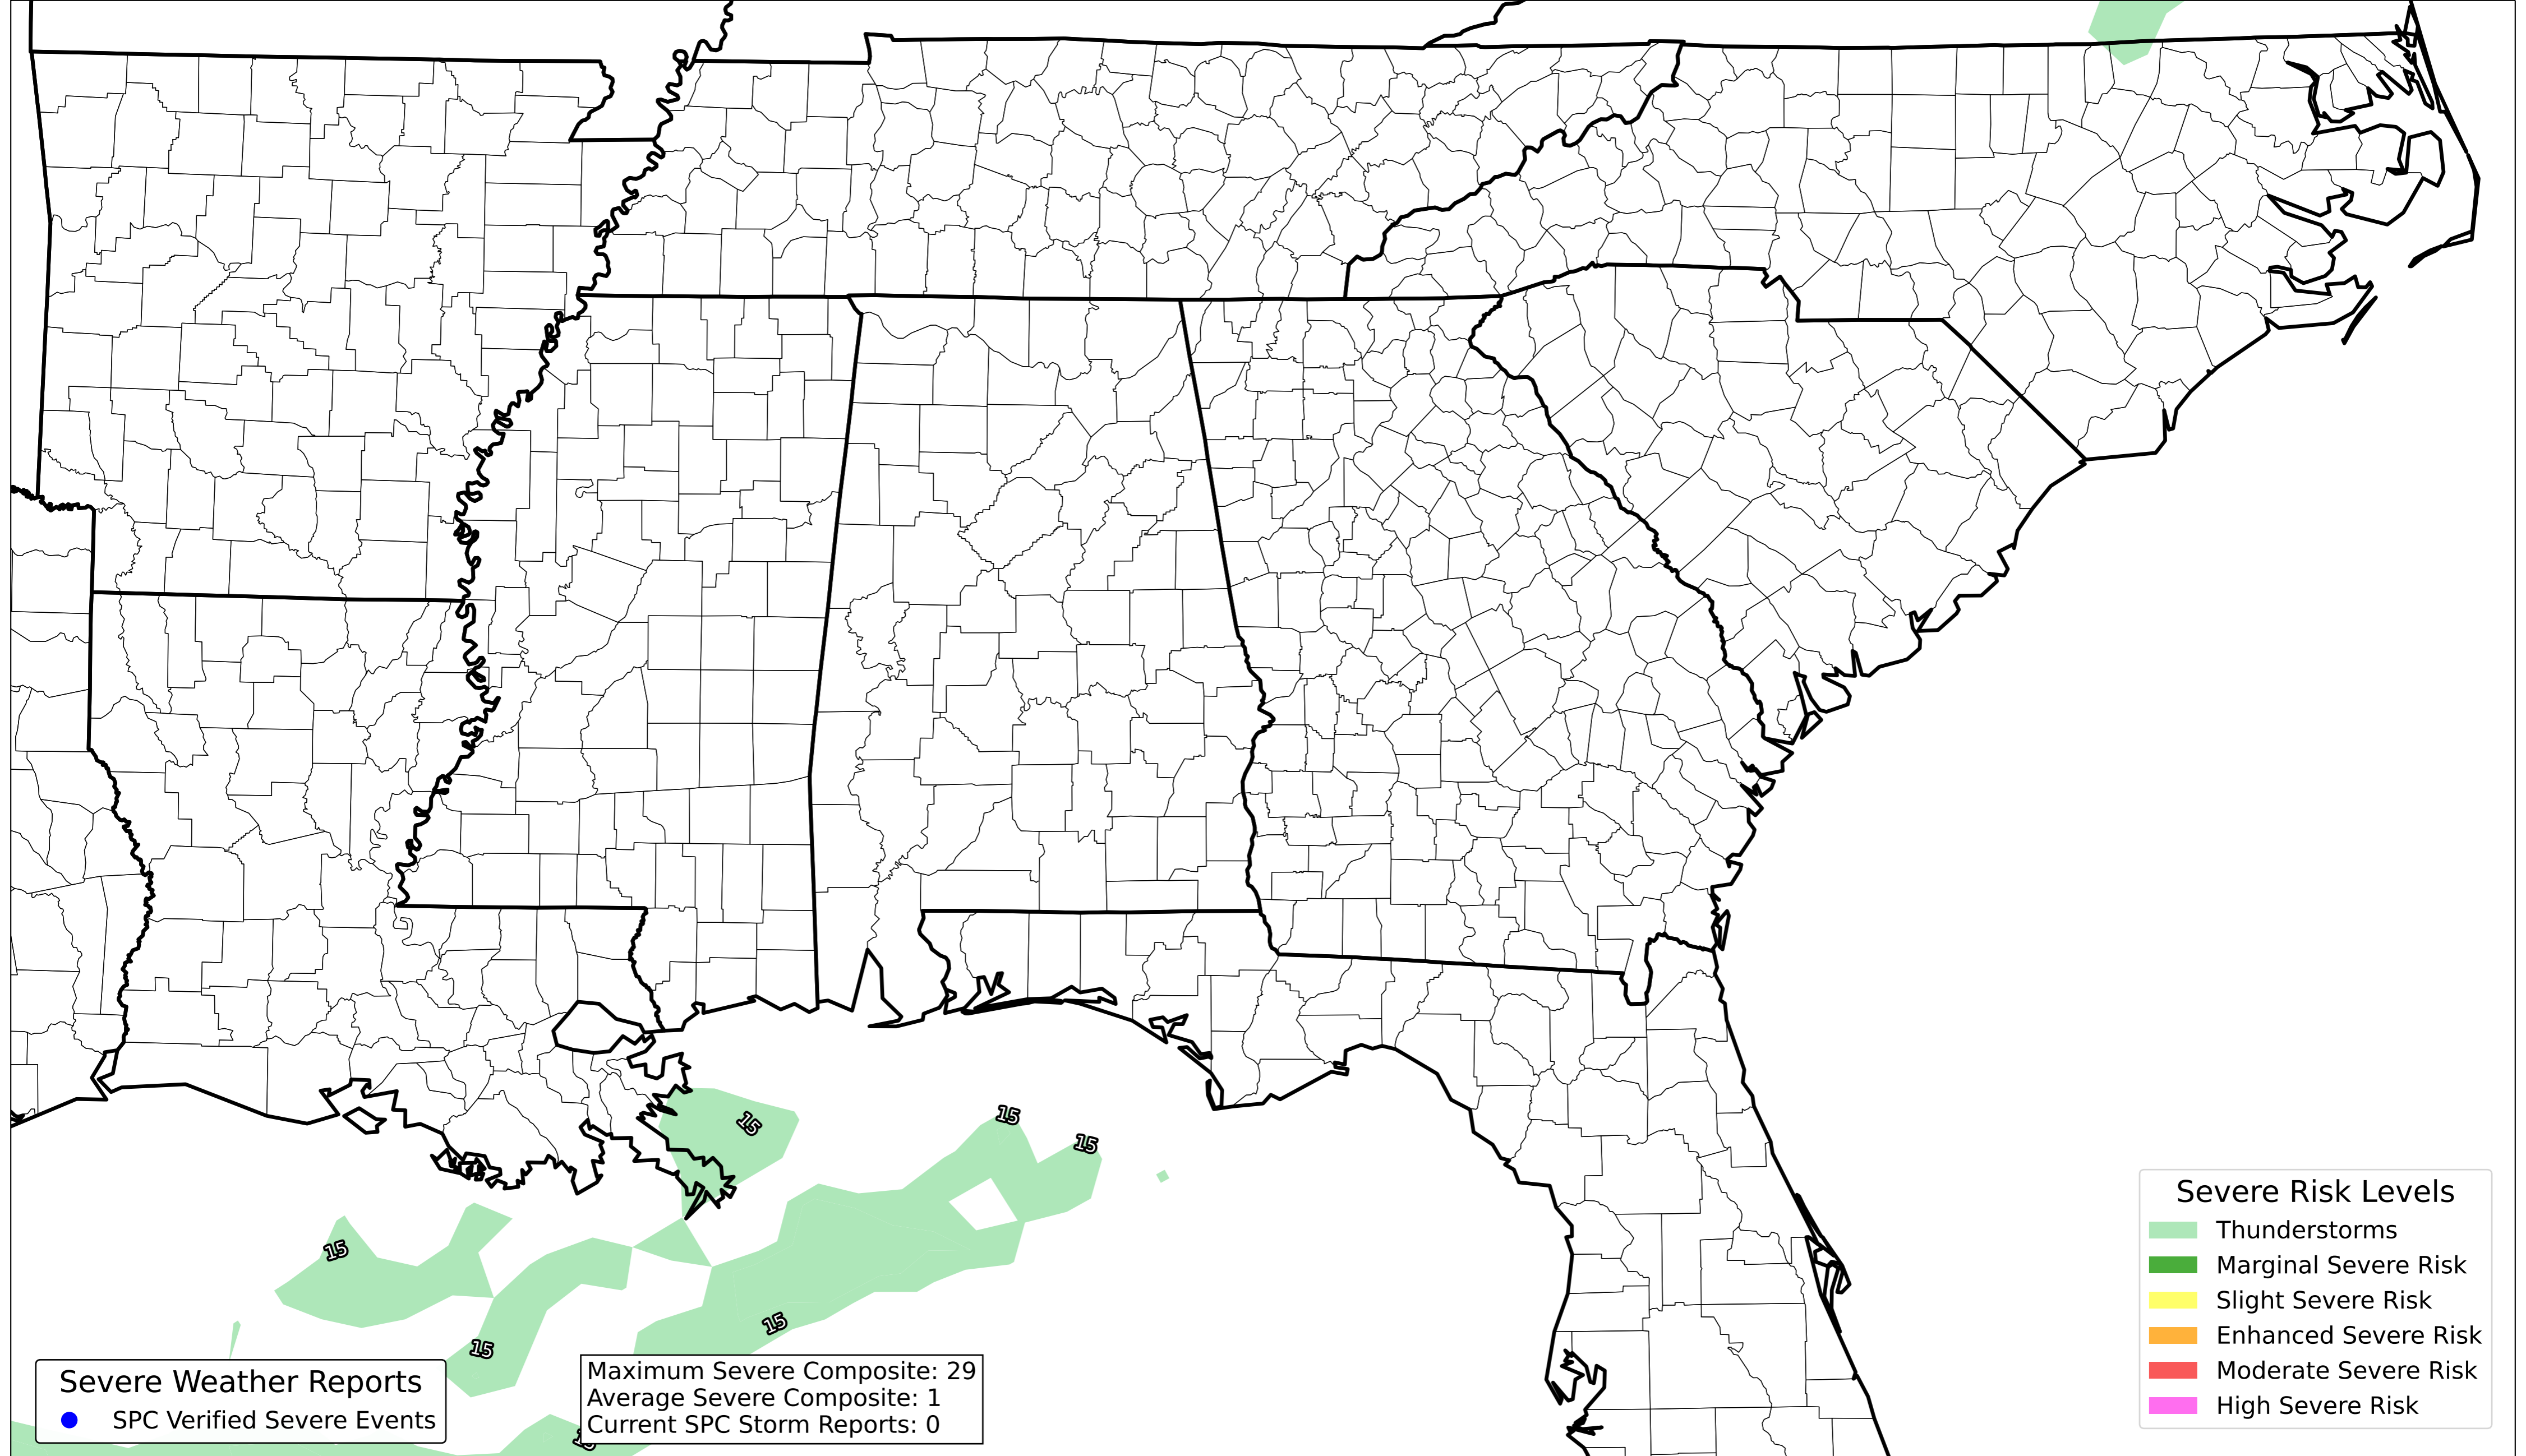 15
15
15
15
15
15
15
Severe Risk Levels
Thunderstorms
Marginal Severe Risk
Slight Severe Risk
Enhanced Severe Risk
Moderate Severe Risk
High Severe Risk
Severe Weather Reports
SPC Verified Severe Events
Maximum Severe Composite: 29
Average Severe Composite: 1
Current SPC Storm Reports: 0